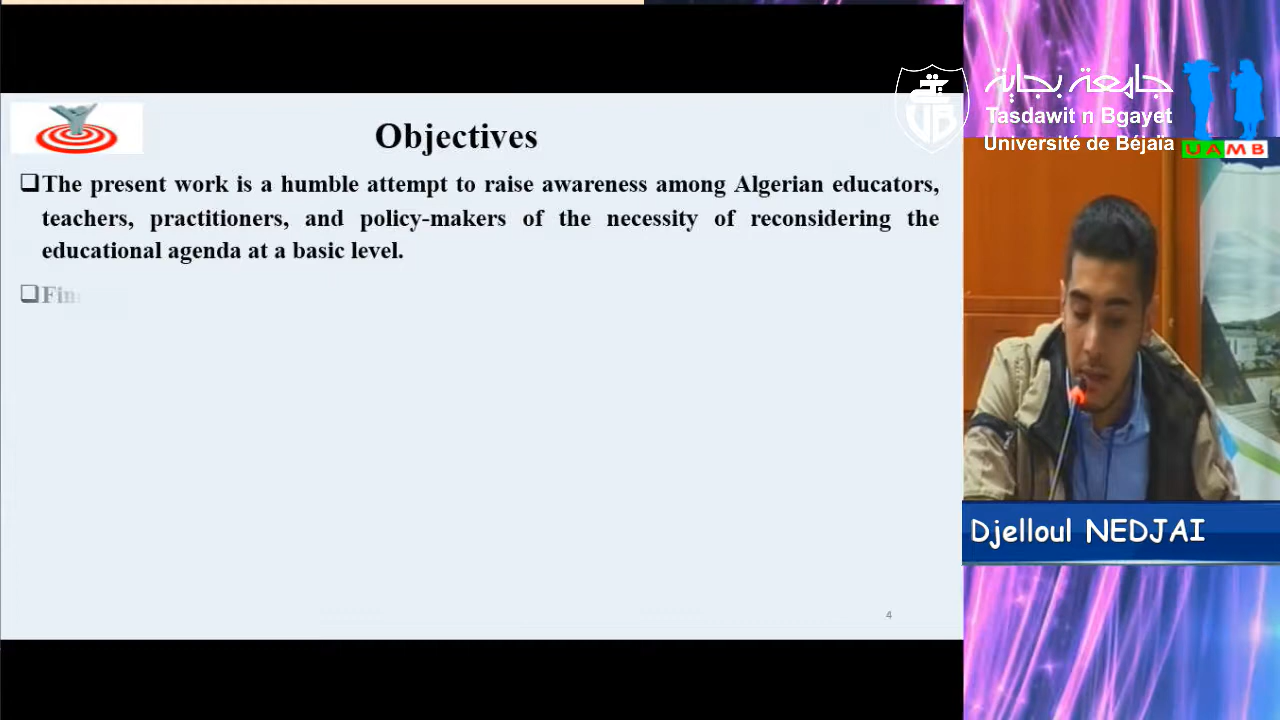 Objectives
❑The present work is a humble attempt to raise awareness among Algerian educators,
teachers, practitioners, and policy-makers of the necessity of reconsidering the
educational agenda at a basic level.
4
جامعة بجاية
Tasdawit n Bgayet
Université de Béjaïa
UB
UAMB
Djelloul NEDJAI